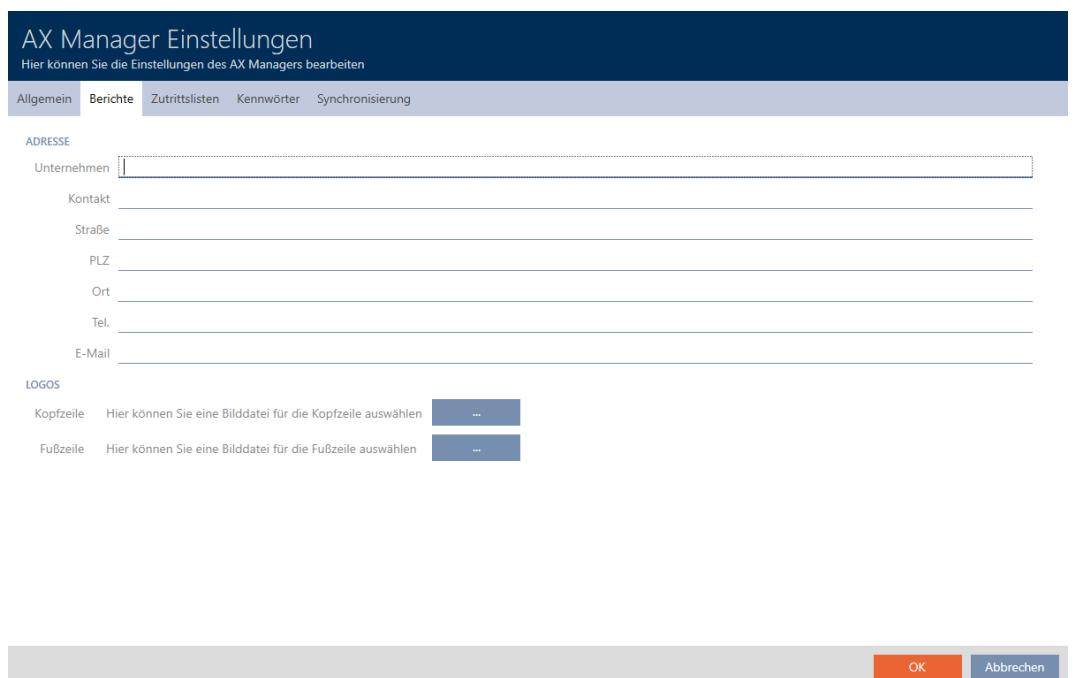 AX Manager Einstellungen
Hier können Sie die Einstellungen des AX Managers bearbeiten
Allgemein Berichte Zutrittslisten Kennwörter Synchronisierung
ADRESSE
Unternehmen
Kontakt
Straße
PLZ
Ort
Tel.
E-Mail
LOGOS
Kopfzeile Hier können Sie eine Bilddatei für die Kopfzeile auswählen ...
Fußzeile Hier können Sie eine Bilddatei für die Fußzeile auswählen ...
OK Abbrechen